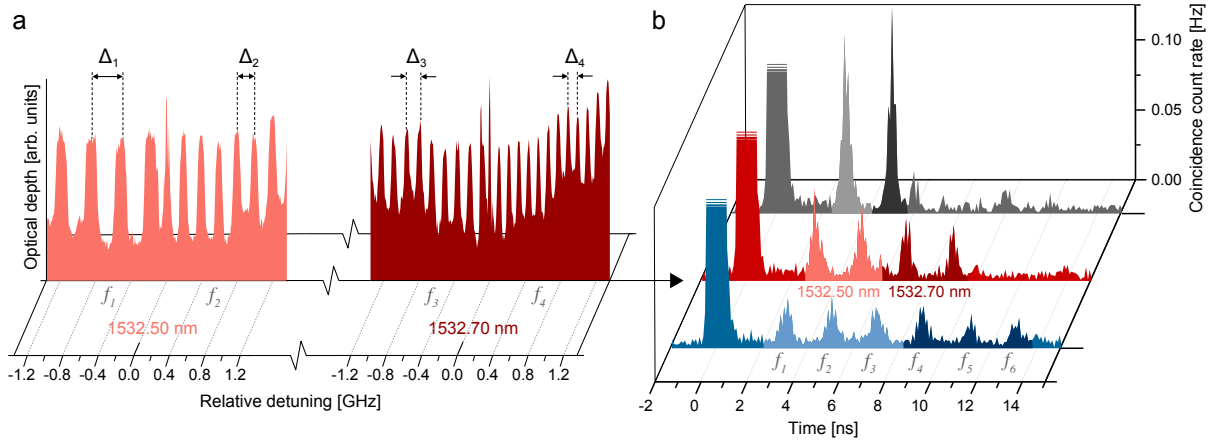 a
Δ1
Δ2
Δ3
Δ4
Optical depth [arb. units]
f1
f2
f3
f4
1532.50 nm
1532.70 nm
-1.2 -0.8 -0.4 0.0 0.4 0.8 1.2
-1.2 -0.8 -0.4 0.0 0.4 0.8 1.2
Relative detuning [GHz]
b
0.10
0.05
0.00
Coincidence count rate [Hz]
1532.50 nm 1532.70 nm
f1 f2 f3 f4 f5 f6
-2 0 2 4 6 8 10 12 14
Time [ns]